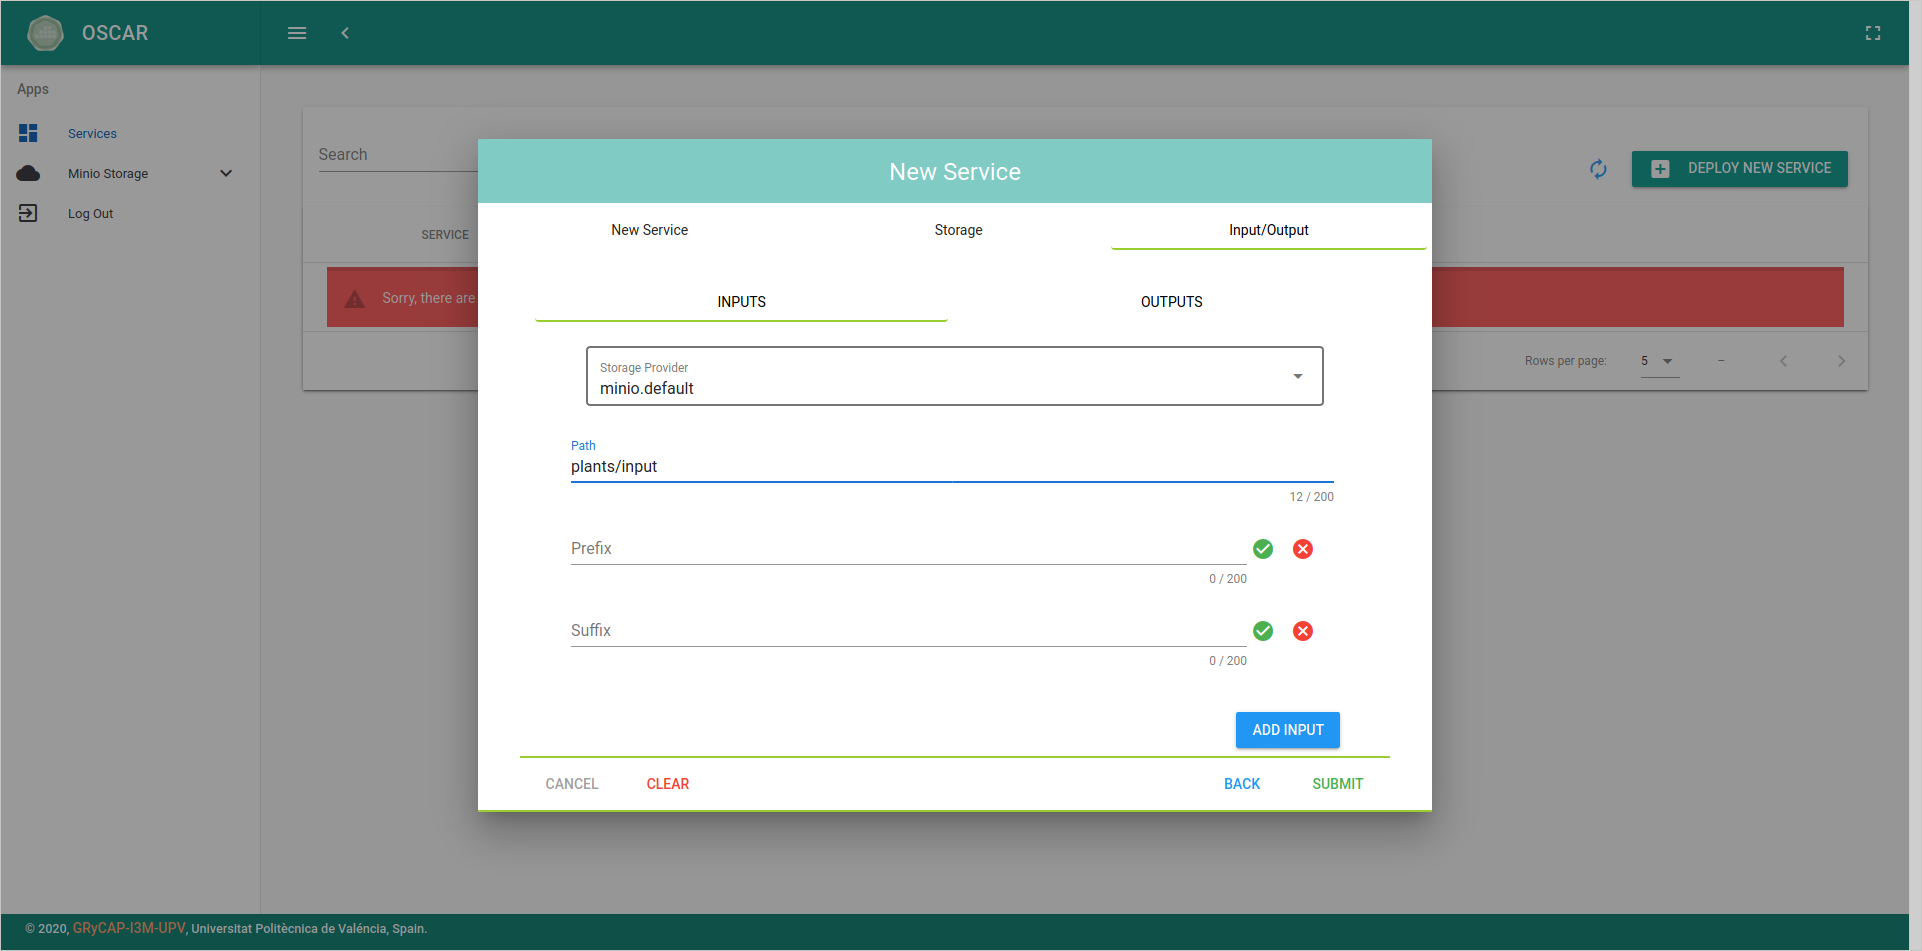 OSCAR
Apps
Services
Minio Storage
Log Out
Search
DEPLOY NEW SERVICE
SERVICE
Sorry, there are
Rows per page:
5
–
New Service
New Service
Storage
Input/Output
INPUTS
OUTPUTS
Storage Provider
minio.default
Path
plants/input
12 / 200
Prefix
0 / 200
Suffix
0 / 200
ADD INPUT
CANCEL
CLEAR
BACK
SUBMIT
© 2020, GRyCAP-I3M-UPV, Universitat Politècnica de Valéncia, Spain.